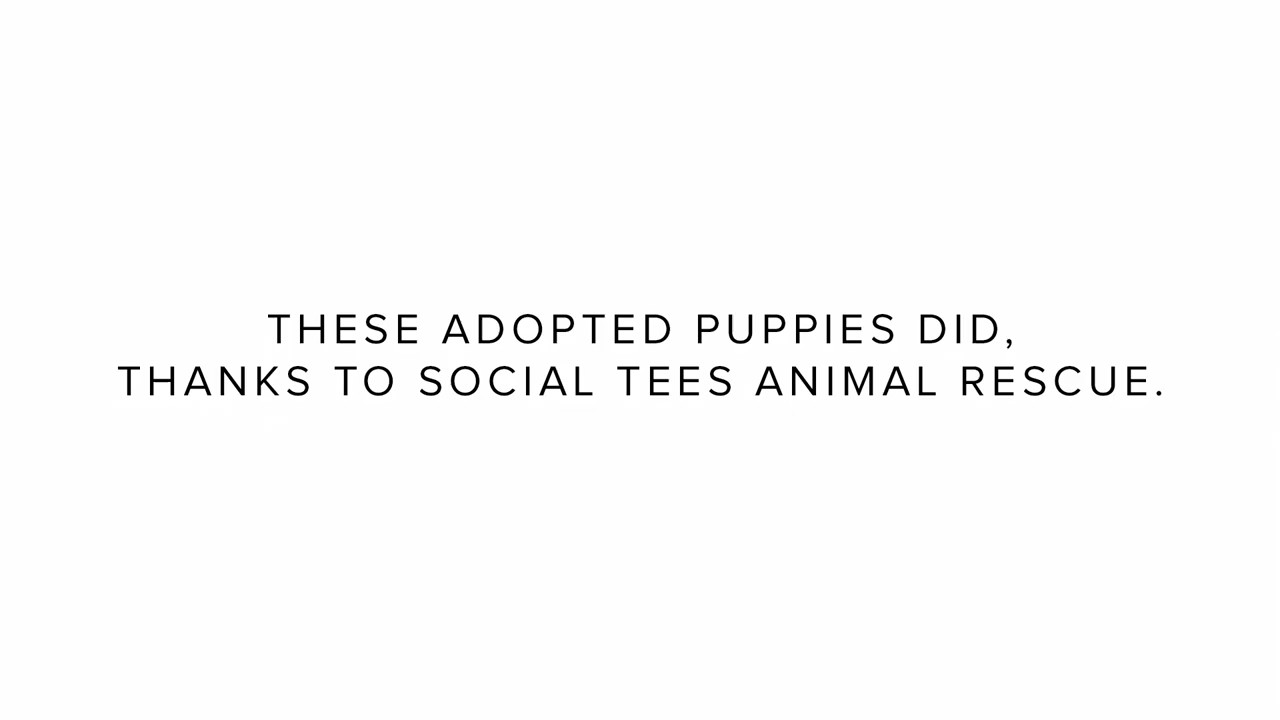 THESE ADOPTED PUPPIES DID,
THANKS TO SOCIAL TEES ANIMAL RESCUE.